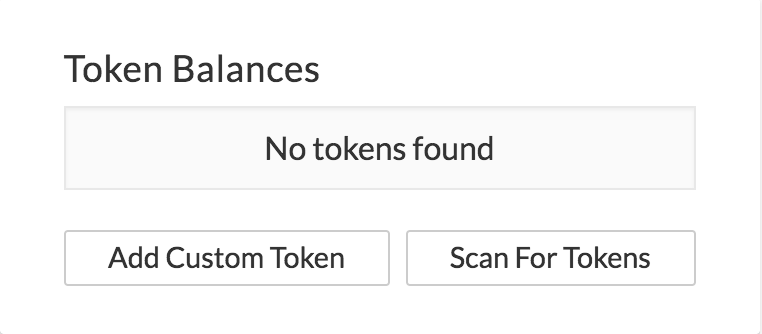 Token Balances
No tokens found
Add Custom Token
Scan For Tokens